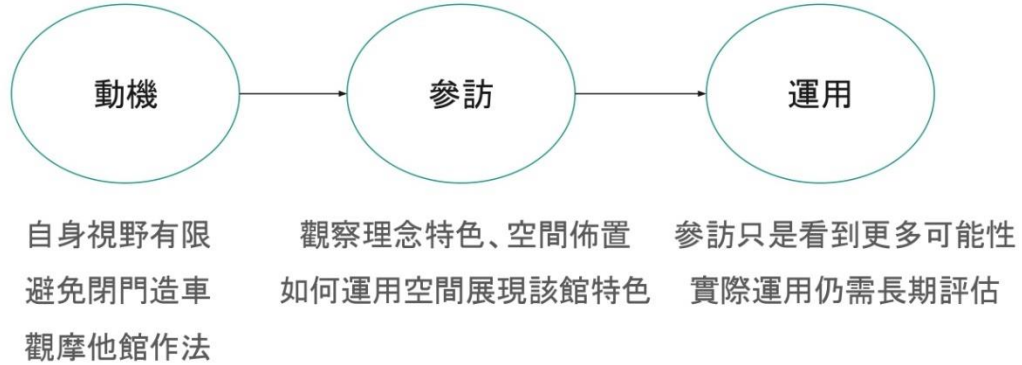 動機
參訪
運用
自身視野有限
避免閉門造車
觀摩他館作法
觀察理念特色、空間佈置
如何運用空間展現該館特色
參訪只是看到更多可能性
實際運用仍需長期評估